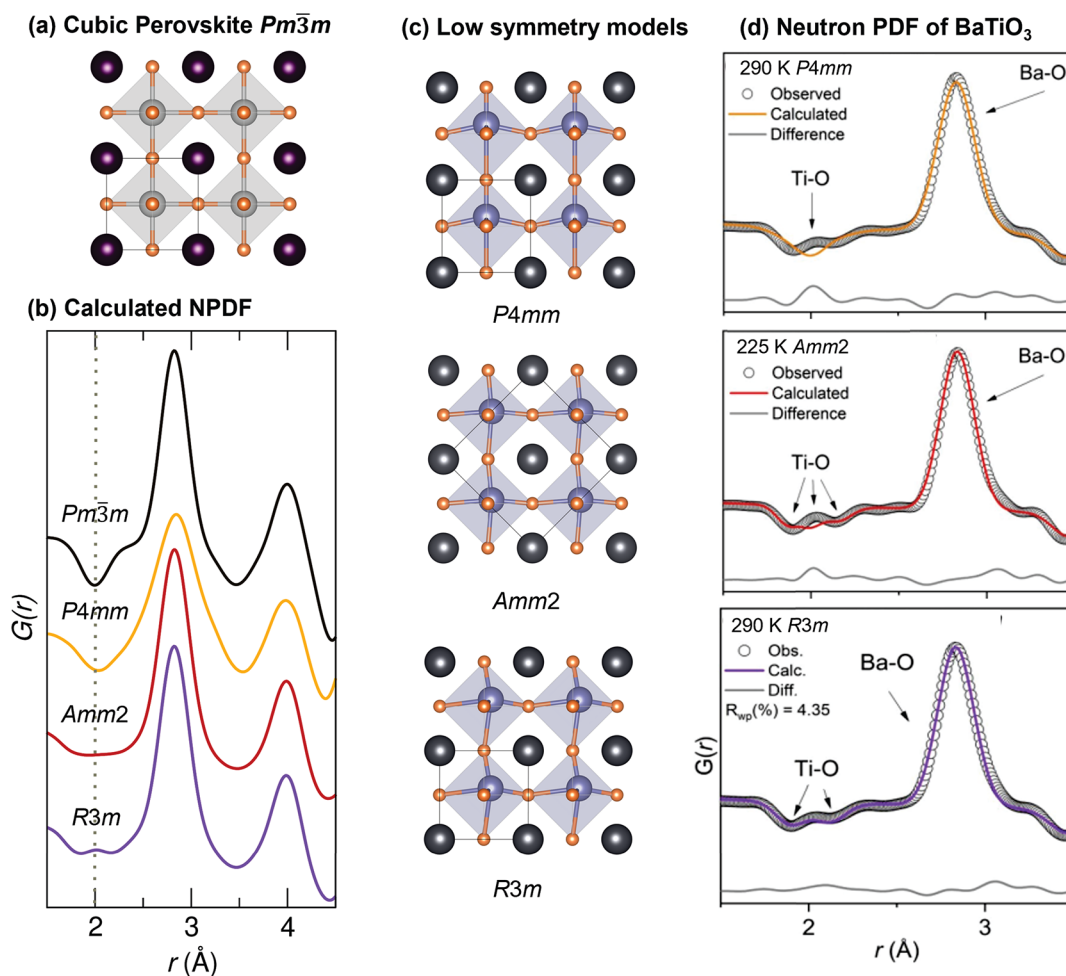 (a) Cubic Perovskite Pm3̅m
(b) Calculated NPDF
Pm3̅m
P4mm
Amm2
R3m
G(r)
2
3
4
r (Å)
(c) Low symmetry models
P4mm
Amm2
R3m
(d) Neutron PDF of BaTiO₃
290 K P4mm
Observed
Calculated
Difference
Ba-O
Ti-O
225 K Amm2
Observed
Calculated
Difference
Ba-O
Ti-O
290 K R3m
Obs.
Calc.
Diff.
Rwp(%) = 4.35
Ba-O
Ti-O
G(r)
2
3
r (Å)